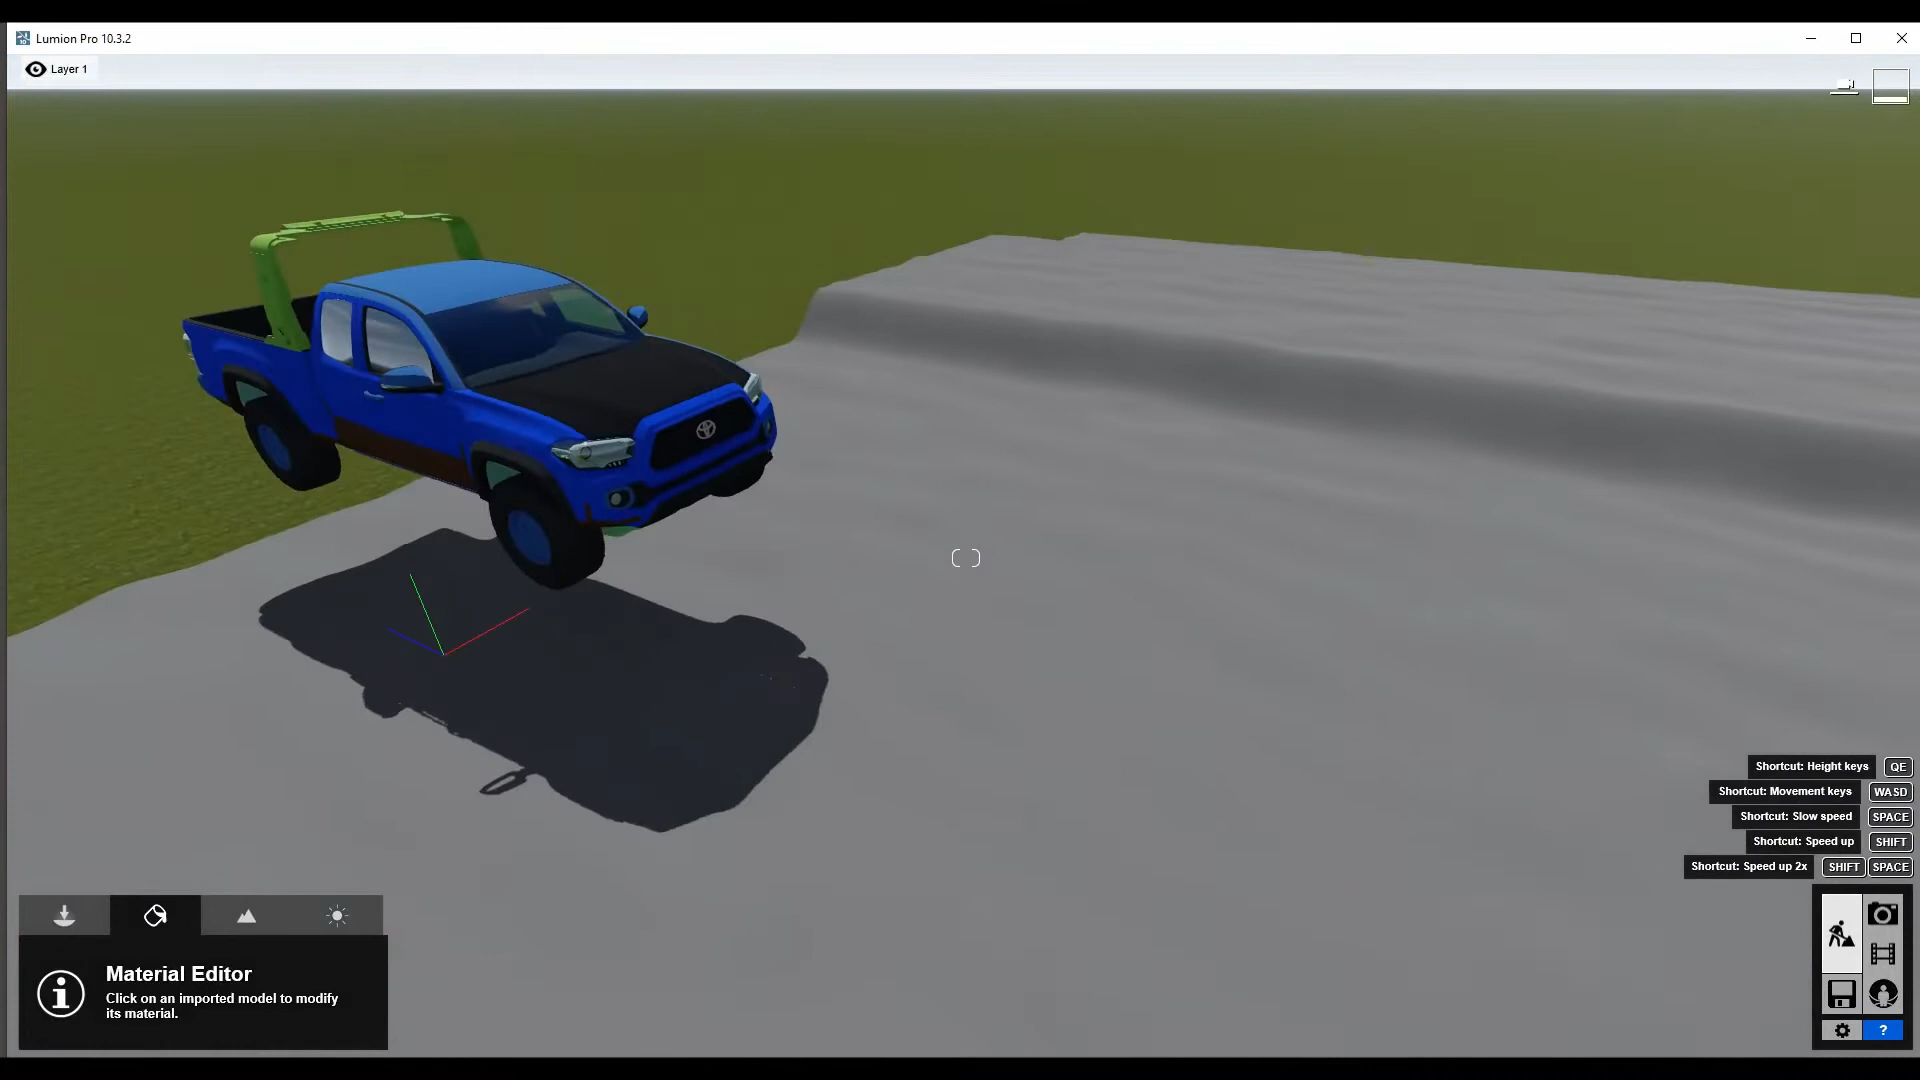 Lumion Pro 10.3.2
Layer 1
Shortcut: Height keys QE
Shortcut: Movement keys WASD
Shortcut: Slow speed SPACE
Shortcut: Speed up SHIFT
Shortcut: Speed up 2x SHIFT SPACE
Material Editor
Click on an imported model to modify
its material.
?